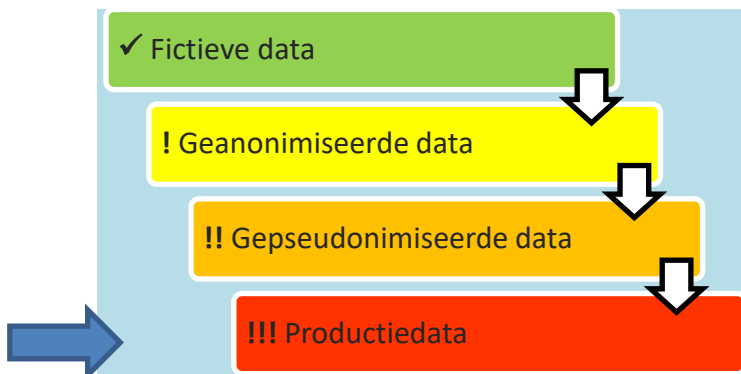 ✓ Fictieve data
! Geanonimiseerde data
!! Gepseudonimiseerde data
!!! Productiedata